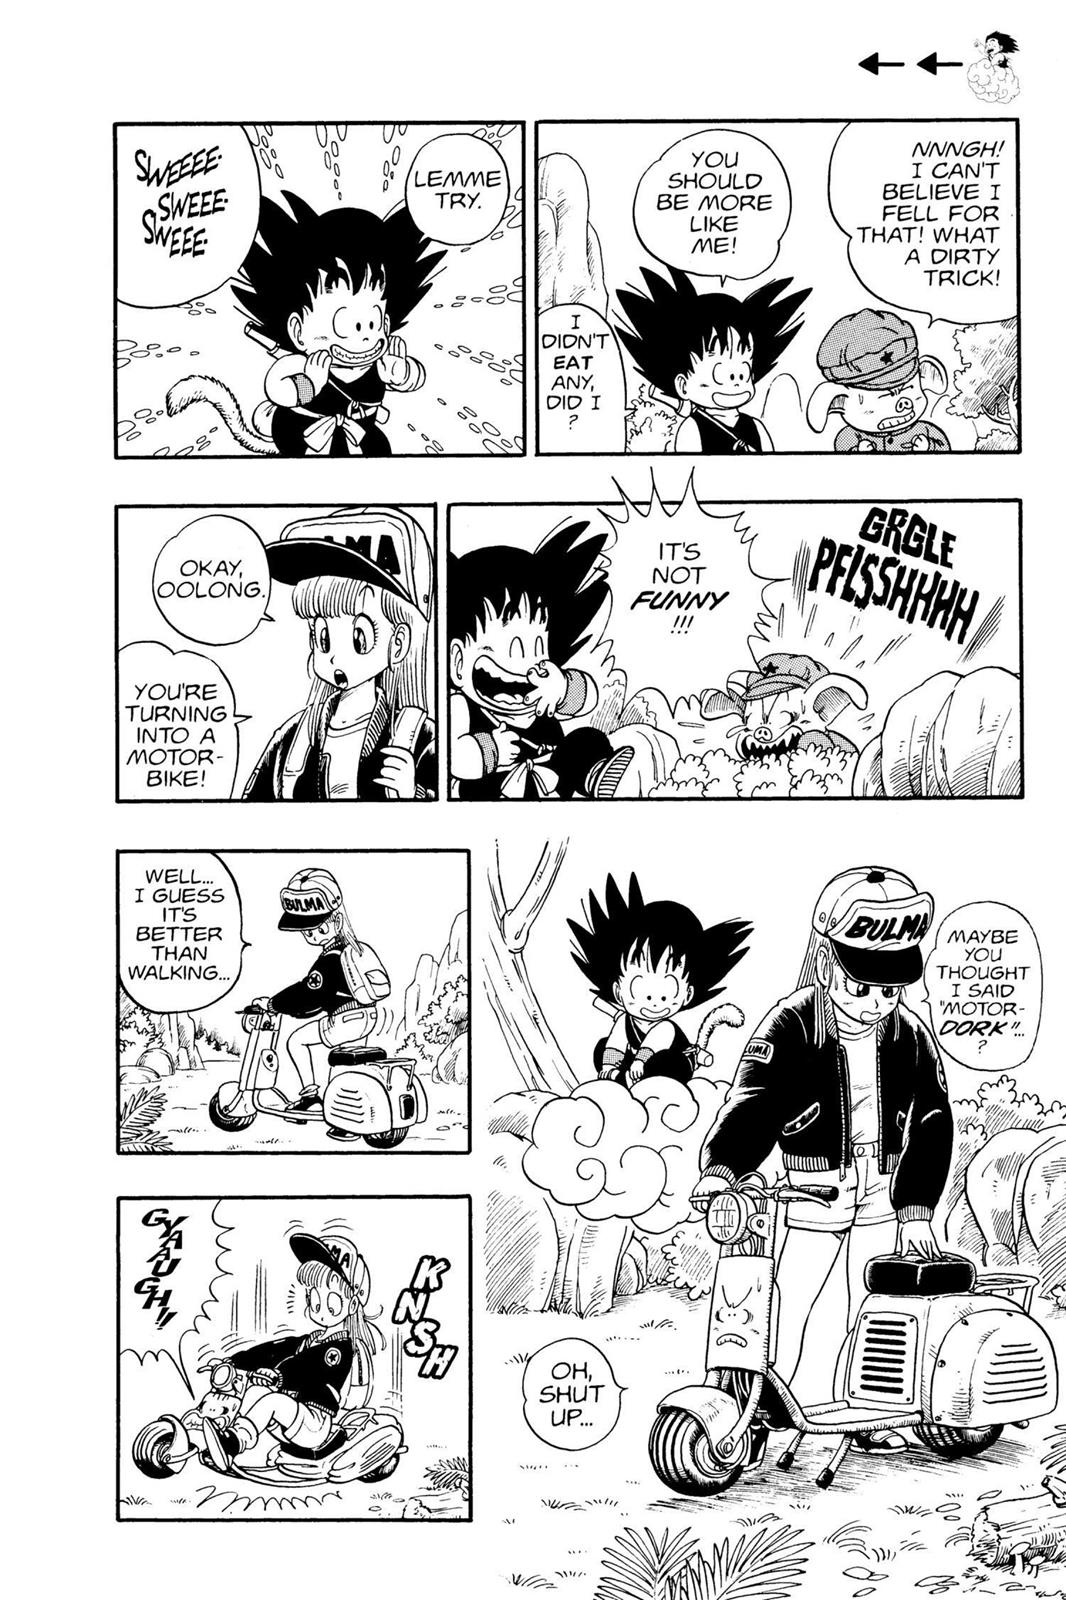 NNNGH!
I CAN'T
BELIEVE I
FELL FOR
THAT! WHAT
A DIRTY
TRICK!
YOU
SHOULD
BE MORE
LIKE
ME!
I
DIDN'T
EAT
ANY,
DID I
?
LEMME
TRY.
SWEEEE-
SWEEE-
SWEEE-
GRGLE
PFLSSHHHH
IT'S
NOT
FUNNY
!!!
BULMA
OKAY,
OOLONG.
YOU'RE
TURNING
INTO A
MOTOR-
BIKE!
MAYBE
YOU
THOUGHT
I SAID
"MOTOR-
DORK"...
?
BULMA
OH,
SHUT
UP...
WELL...
I GUESS
IT'S
BETTER
THAN
WALKING...
BULMA
MA
KNSH
GYAAUGH!!